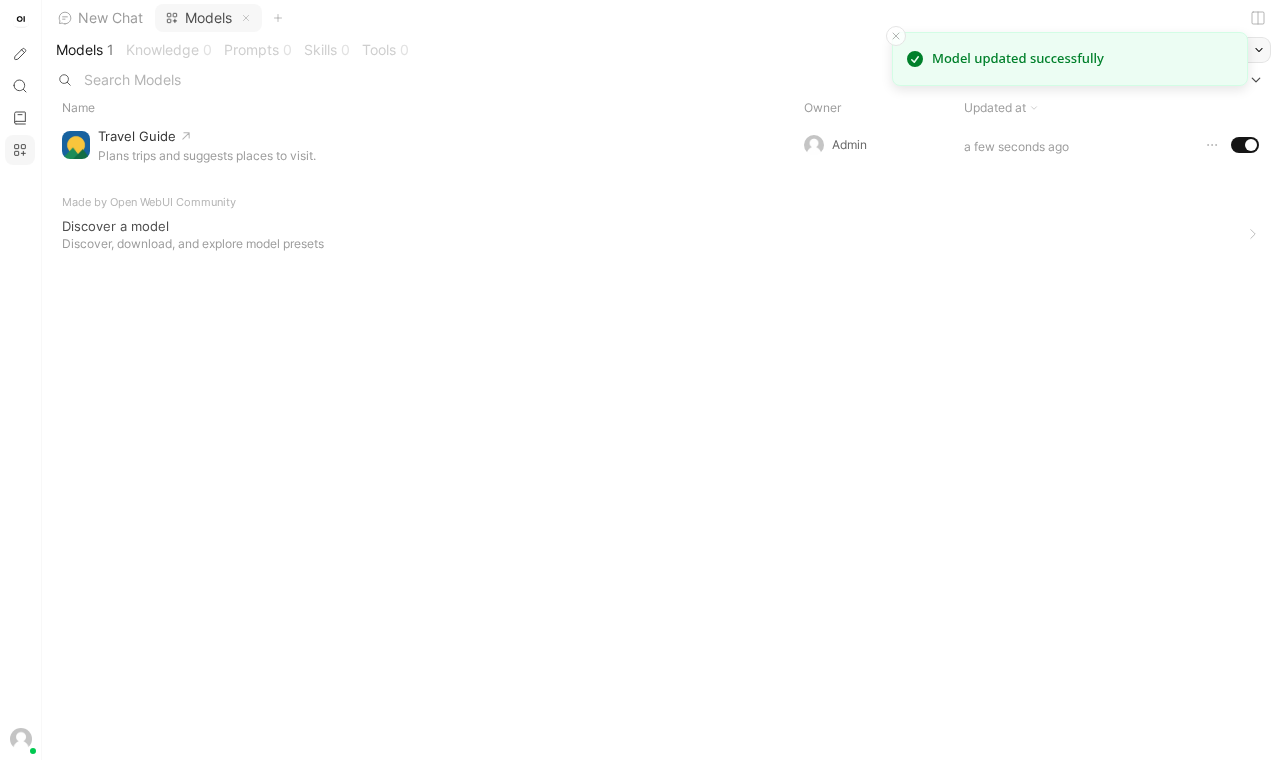 OI
New Chat
Models
Models 1
Knowledge 0
Prompts 0
Skills 0
Tools 0
Model updated successfully
Search Models
Name
Owner
Updated at
Travel Guide
Plans trips and suggests places to visit.
Admin
a few seconds ago
Made by Open WebUI Community
Discover a model
Discover, download, and explore model presets